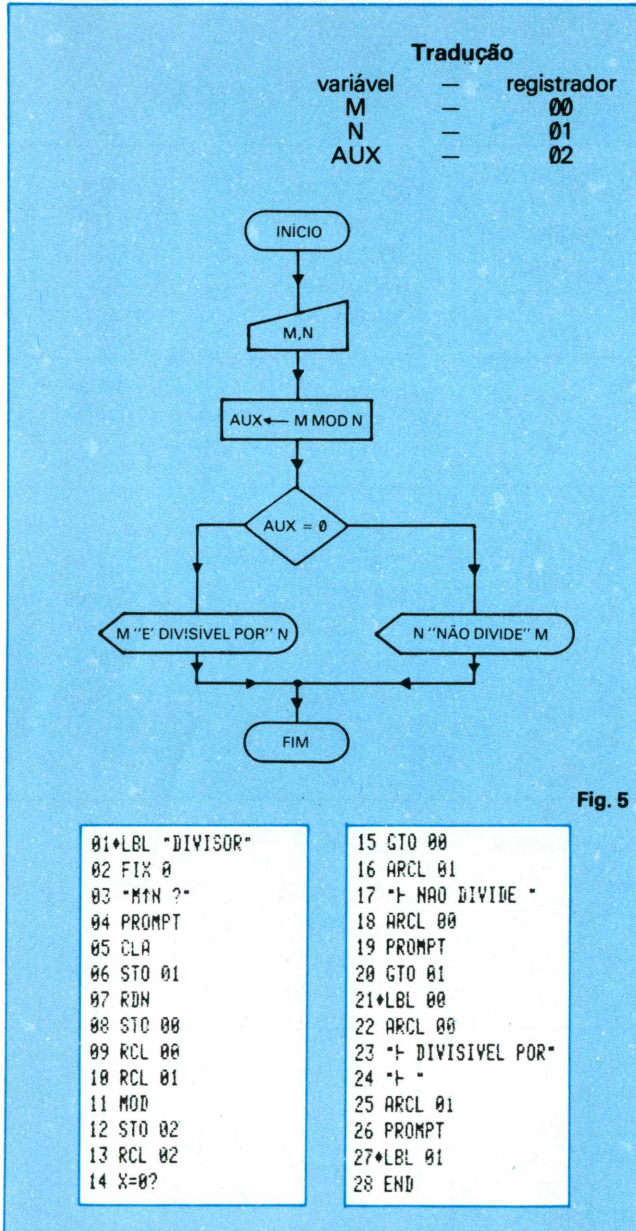 Tradução
variável — registrador
M — 00
N — 01
AUX — 02
INÍCIO
M,N
AUX ← M MOD N
AUX = 0
M "E' DIVISÍVEL POR" N
N "NÃO DIVIDE" M
FIM
Fig. 5
01♦LBL "DIVISOR"
02 FIX 0
03 "M↑N ?"
04 PROMPT
05 CLA
06 STO 01
07 RDN
08 STO 00
09 RCL 00
10 RCL 01
11 MOD
12 STO 02
13 RCL 02
14 X=0?
15 GTO 00
16 ARCL 01
17 "⊢ NAO DIVIDE "
18 ARCL 00
19 PROMPT
20 GTO 01
21♦LBL 00
22 ARCL 00
23 "⊢ DIVISIVEL POR"
24 "⊢ "
25 ARCL 01
26 PROMPT
27♦LBL 01
28 END